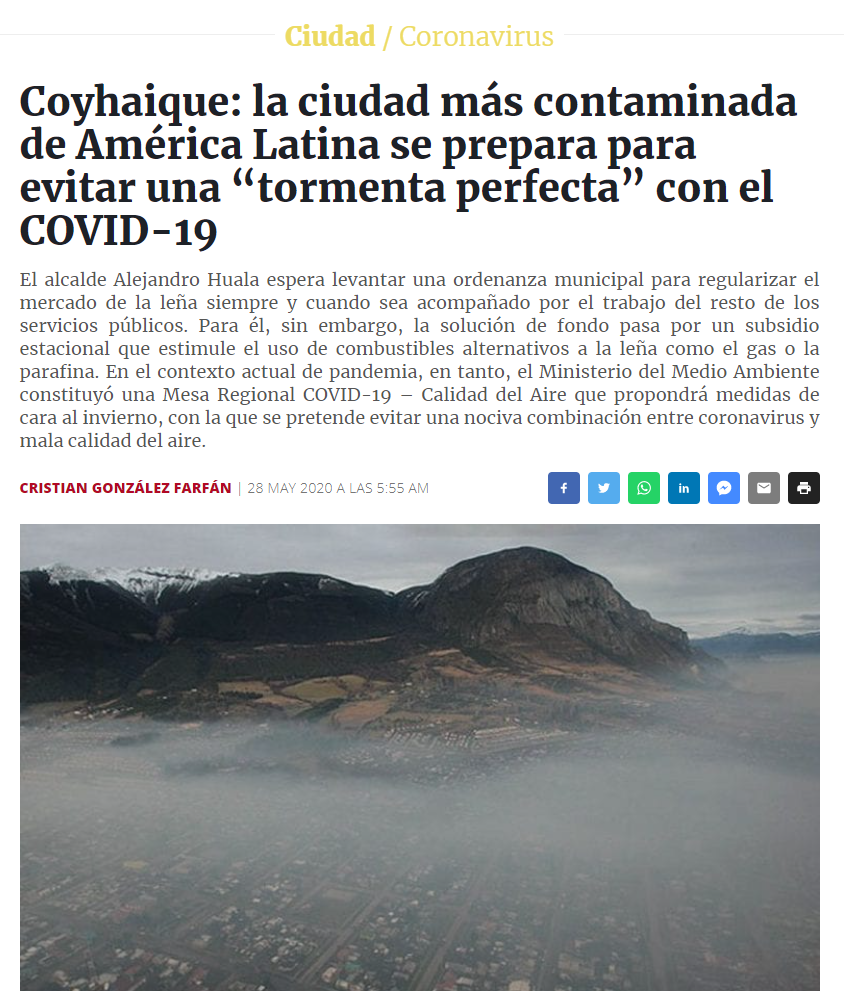 Ciudad / Coronavirus
Coyhaique: la ciudad más contaminada
de América Latina se prepara para
evitar una “tormenta perfecta” con el
COVID-19
El alcalde Alejandro Huala espera levantar una ordenanza municipal para regularizar el
mercado de la leña siempre y cuando sea acompañado por el trabajo del resto de los
servicios públicos. Para él, sin embargo, la solución de fondo pasa por un subsidio
estacional que estimule el uso de combustibles alternativos a la leña como el gas o la
parafina. En el contexto actual de pandemia, en tanto, el Ministerio del Medio Ambiente
constituyó una Mesa Regional COVID-19 – Calidad del Aire que propondrá medidas de
cara al invierno, con la que se pretende evitar una nociva combinación entre coronavirus y
mala calidad del aire.
CRISTIAN GONZÁLEZ FARFÁN | 28 MAY 2020 A LAS 5:55 AM